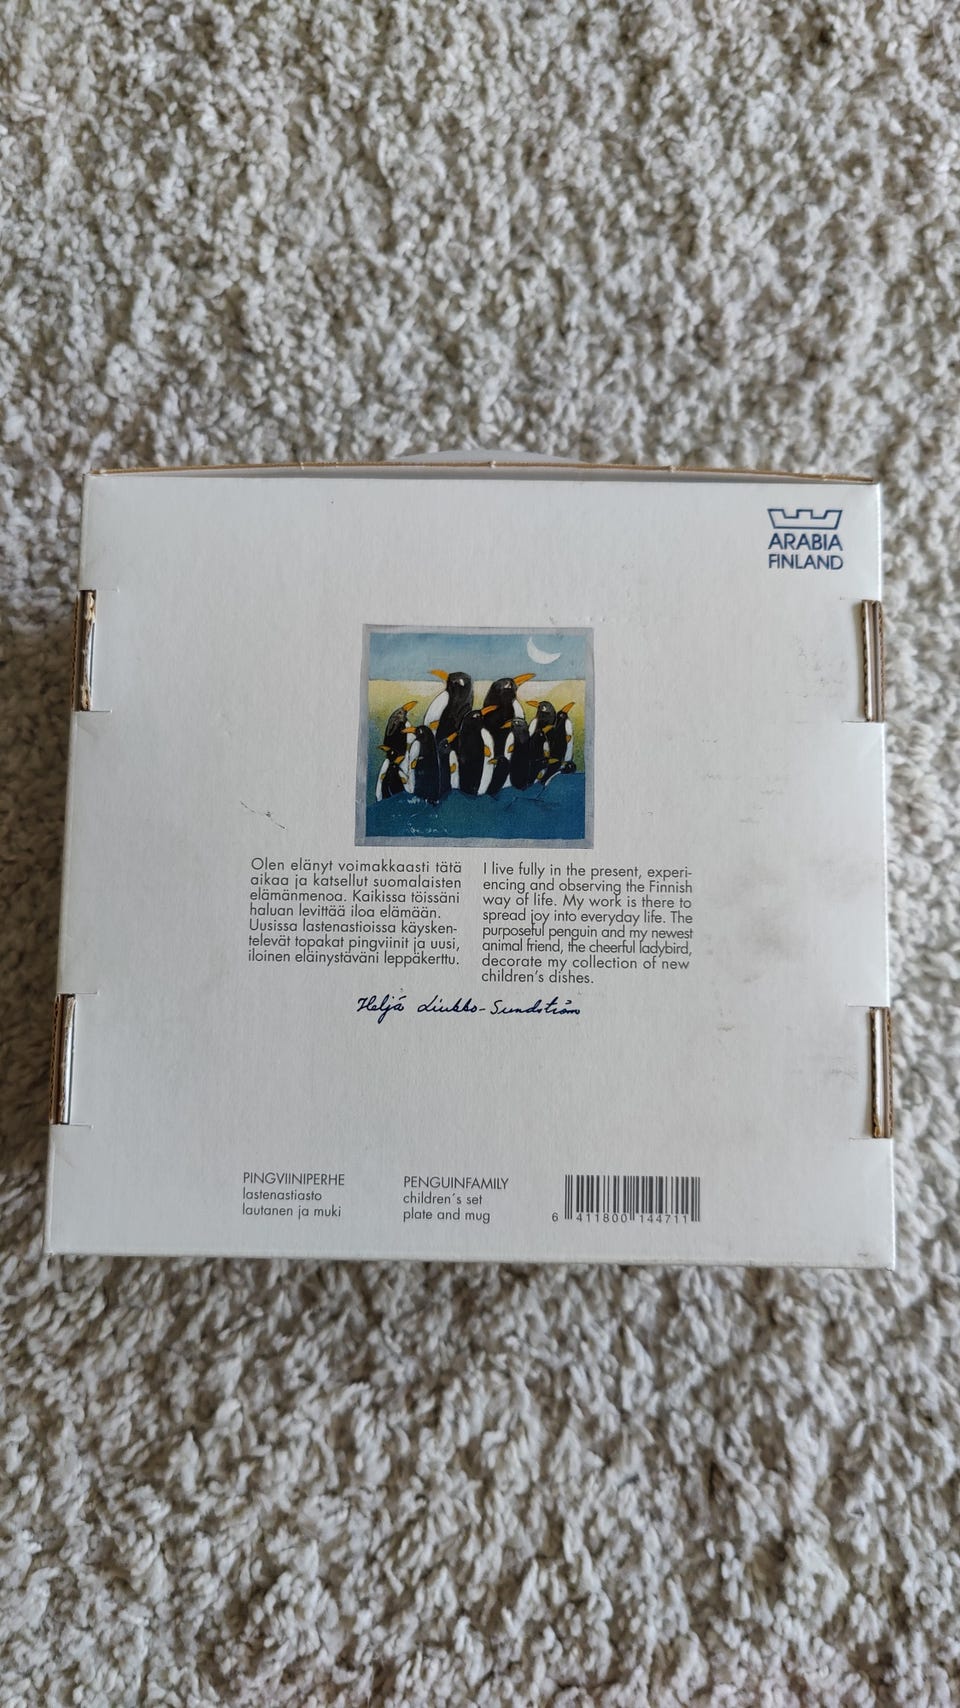 ARABIA
FINLAND
Olen elänyt voimakkaasti tätä
aikaa ja katsellut suomalaisten
elämänmenoa. Kaikissa töissäni
haluan levittää iloa elämään.
Uusissa lastenastioissa käysken-
televät topakat pingviinit ja uusi,
iloinen eläinystäväni leppäkerttu.
I live fully in the present, experi-
encing and observing the Finnish
way of life. My work is there to
spread joy into everyday life. The
purposeful penguin and my newest
animal friend, the cheerful ladybird,
decorate my collection of new
children's dishes.
Heljä Liukko-Sundström
PINGVIINIPERHE
lastenastiasto
lautanen ja muki
PENGUINFAMILY
children´s set
plate and mug
6 411800 144711